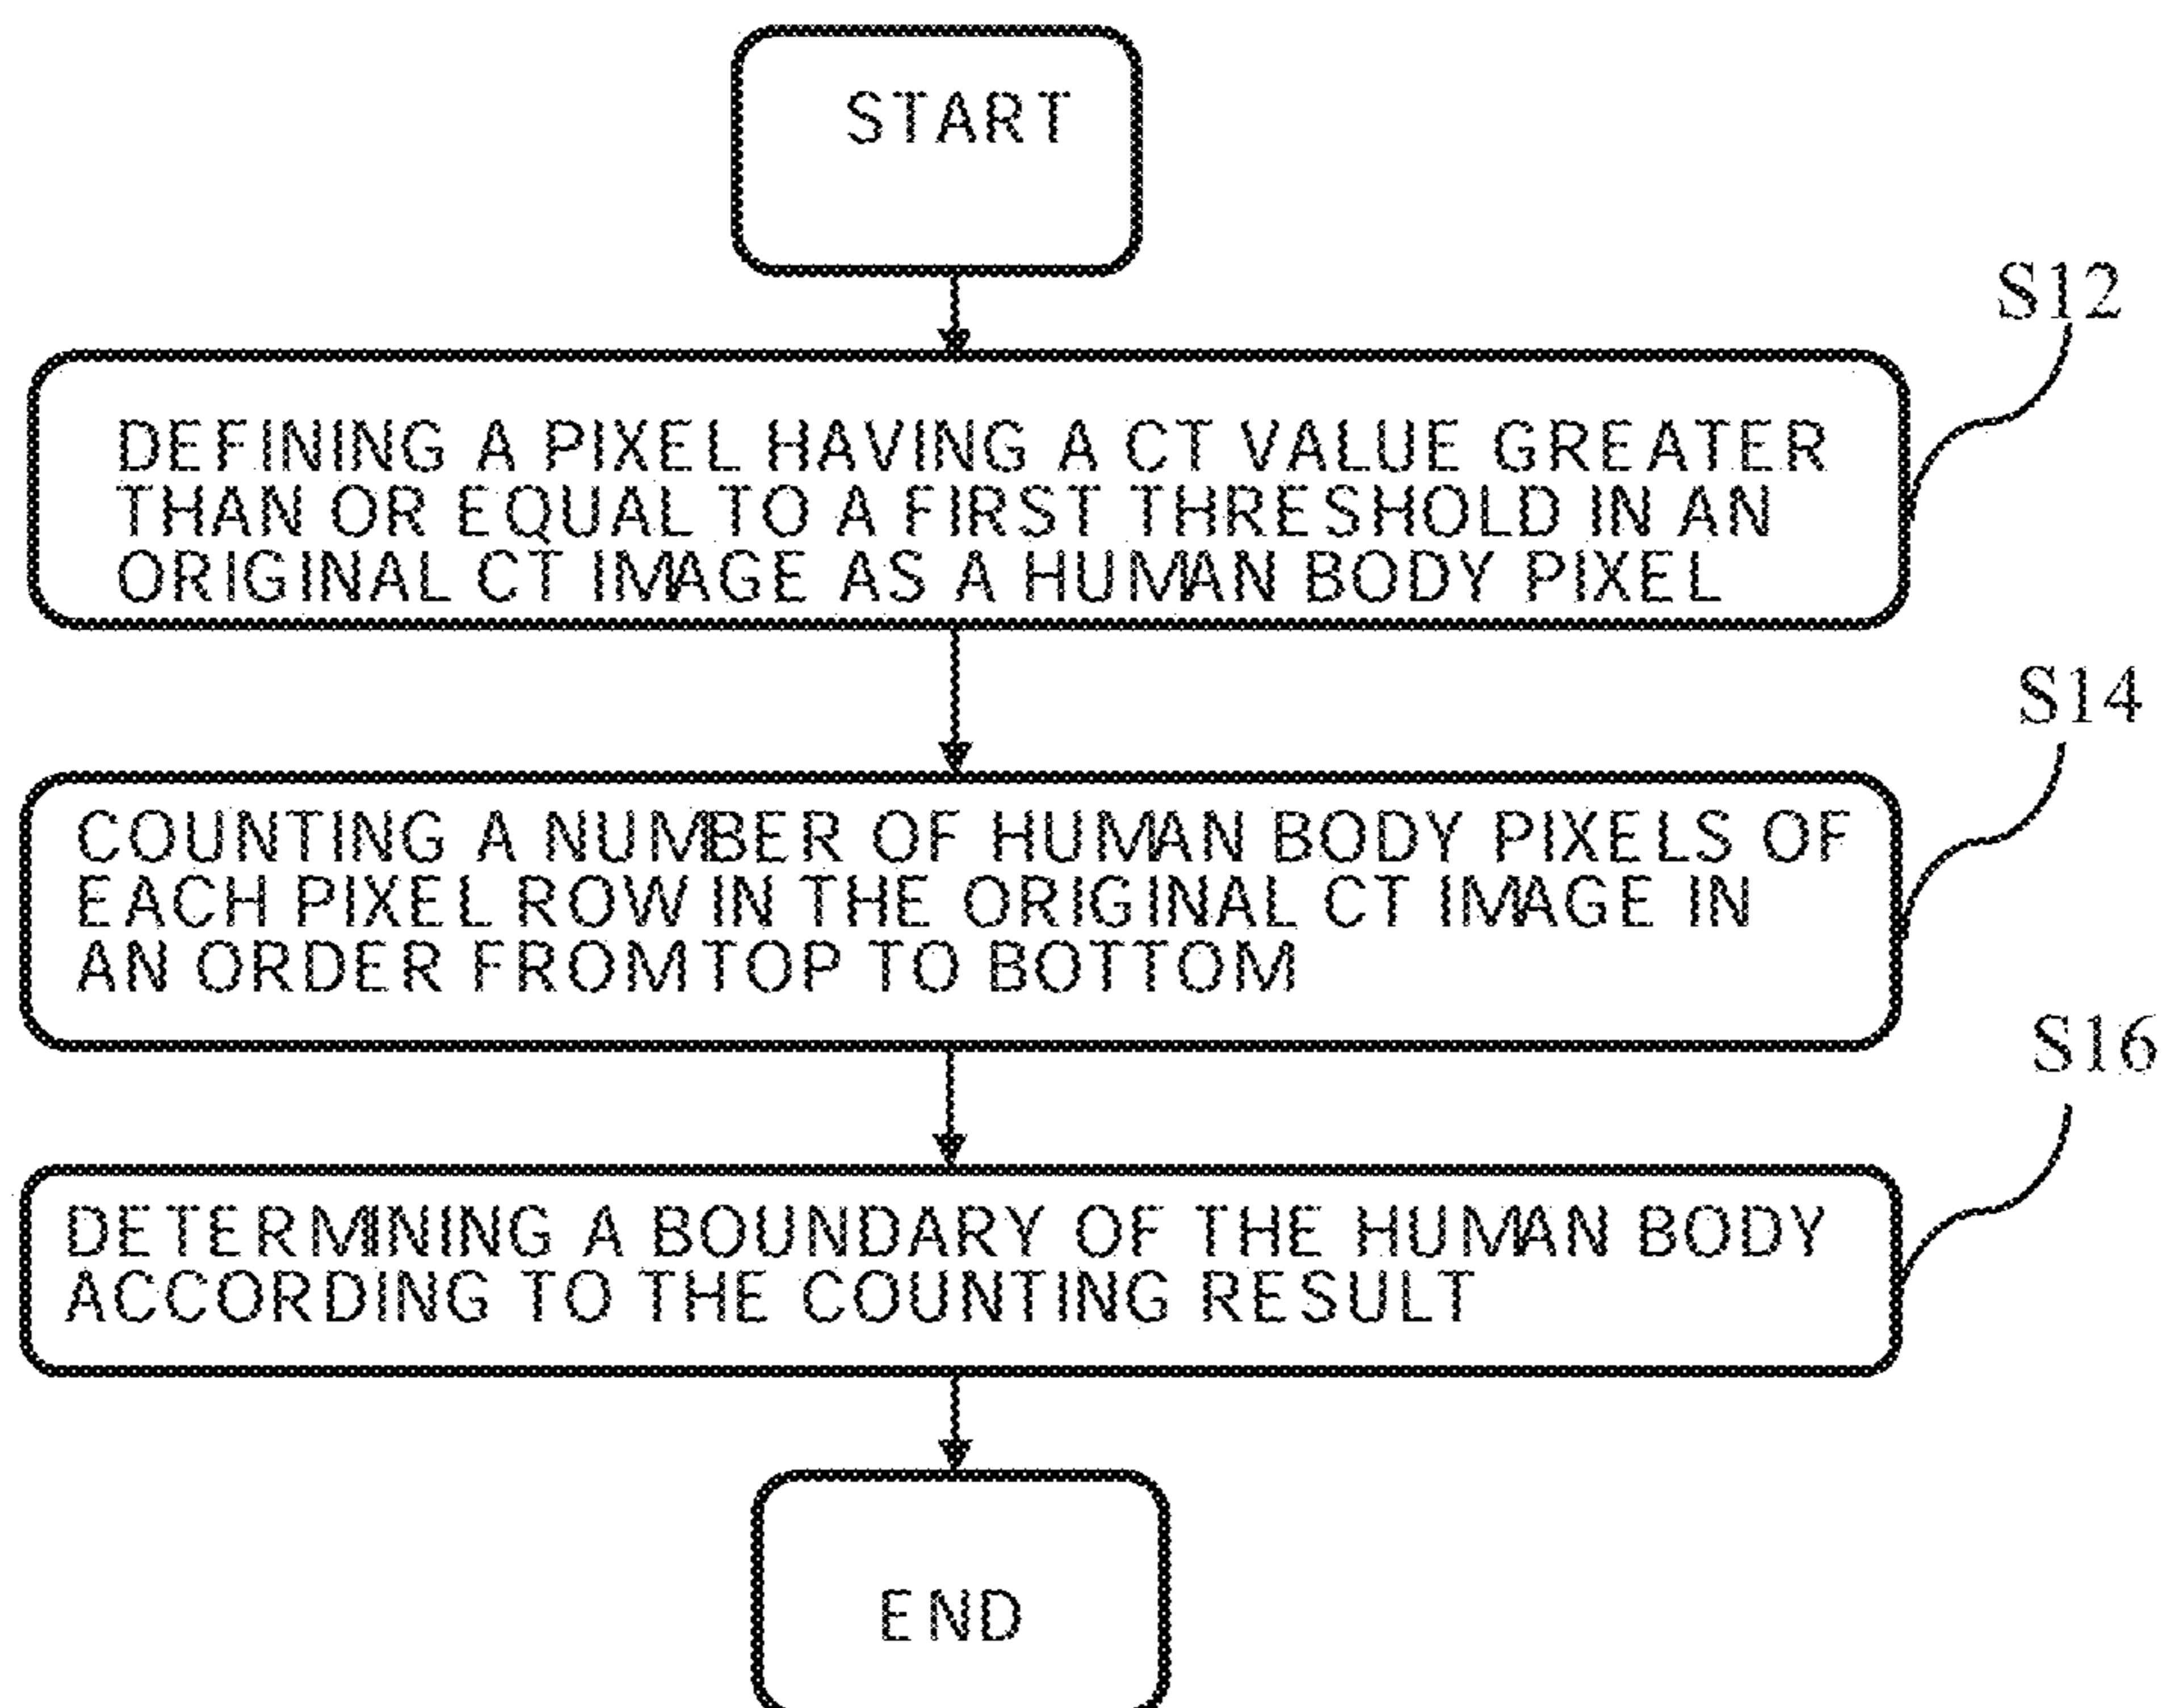 START
S12
DEFINING A PIXEL HAVING A CT VALUE GREATER
THAN OR EQUAL TO A FIRST THRESHOLD IN AN
ORIGINAL CT IMAGE AS A HUMAN BODY PIXEL
S14
COUNTING A NUMBER OF HUMAN BODY PIXELS OF
EACH PIXEL ROW IN THE ORIGINAL CT IMAGE IN
AN ORDER FROM TOP TO BOTTOM
S16
DETERMINING A BOUNDARY OF THE HUMAN BODY
ACCORDING TO THE COUNTING RESULT
END